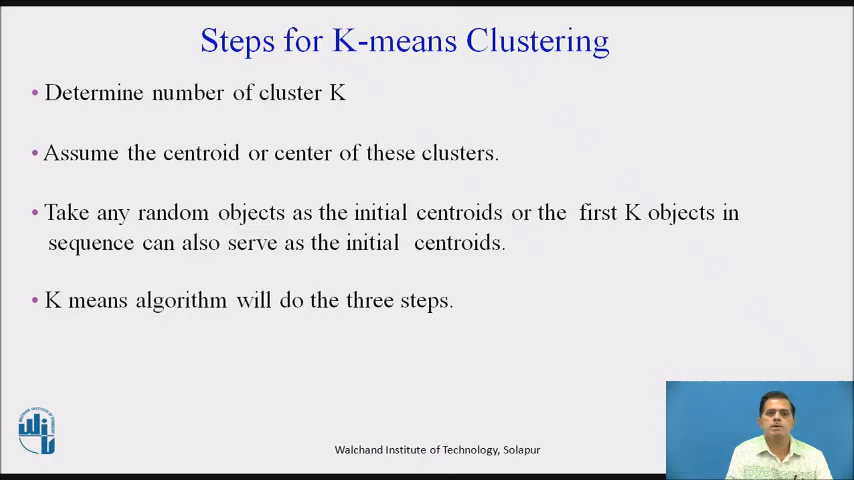 Steps for K-means Clustering
• Determine number of cluster K
• Assume the centroid or center of these clusters.
• Take any random objects as the initial centroids or the first K objects in
sequence can also serve as the initial centroids.
• K means algorithm will do the three steps.
Walchand Institute of Technology, Solapur